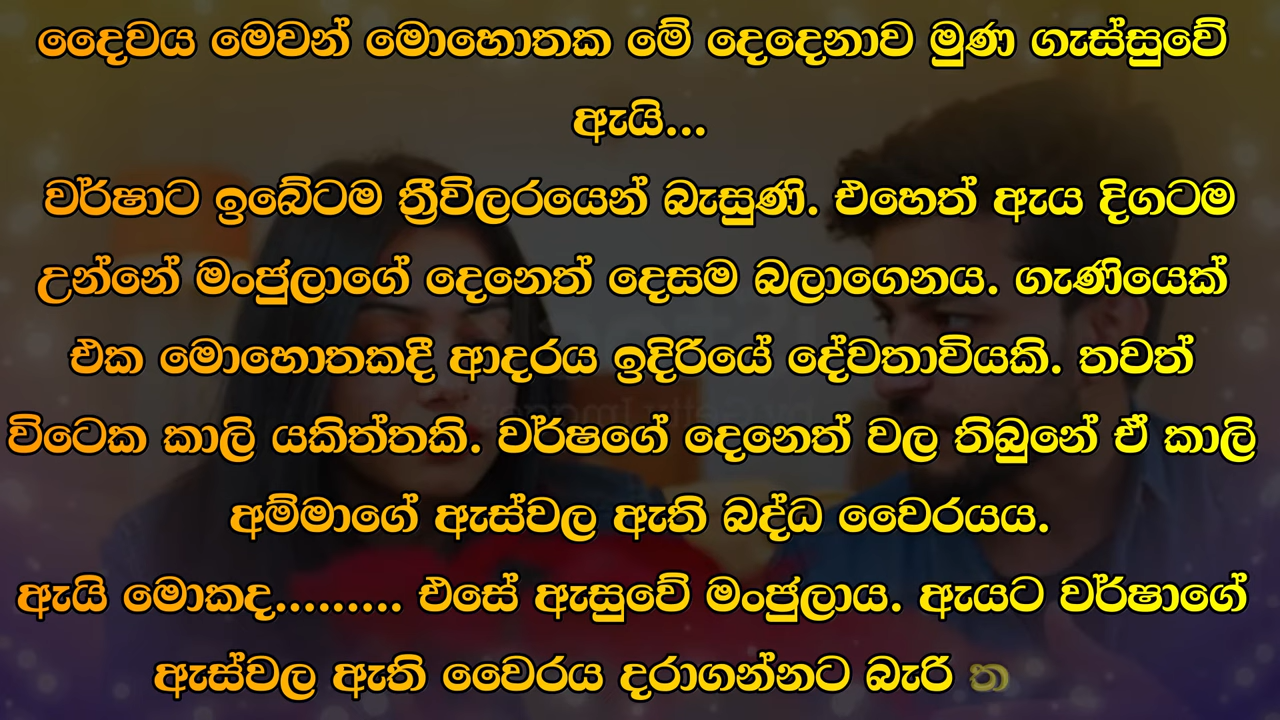 දෛවය මෙවන් මොහොතක මේ දෙදෙනාව මුණ ගැස්සුවේ
ඇයි...
වර්ෂාට ඉබේටම ත්‍රීවිලරයෙන් බැසුණි. එහෙත් ඇය දිගටම
උන්නේ මංජුලාගේ දෙනෙත් දෙසම බලාගෙනය. ගැණියෙක්
එක මොහොතකදී ආදරය ඉදිරියේ දේවතාවියකි. තවත්
විටෙක කාලි යකිත්තකි. වර්ෂගේ දෙනෙත් වල තිබුනේ ඒ කාලි
අම්මාගේ ඇස්වල ඇති බද්ධ වෛරයය.
ඇයි මොකද......... එසේ ඇසුවේ මංජුලාය. ඇයට වර්ෂාගේ
ඇස්වල ඇති වෛරය දරාගන්නට බැරි ත